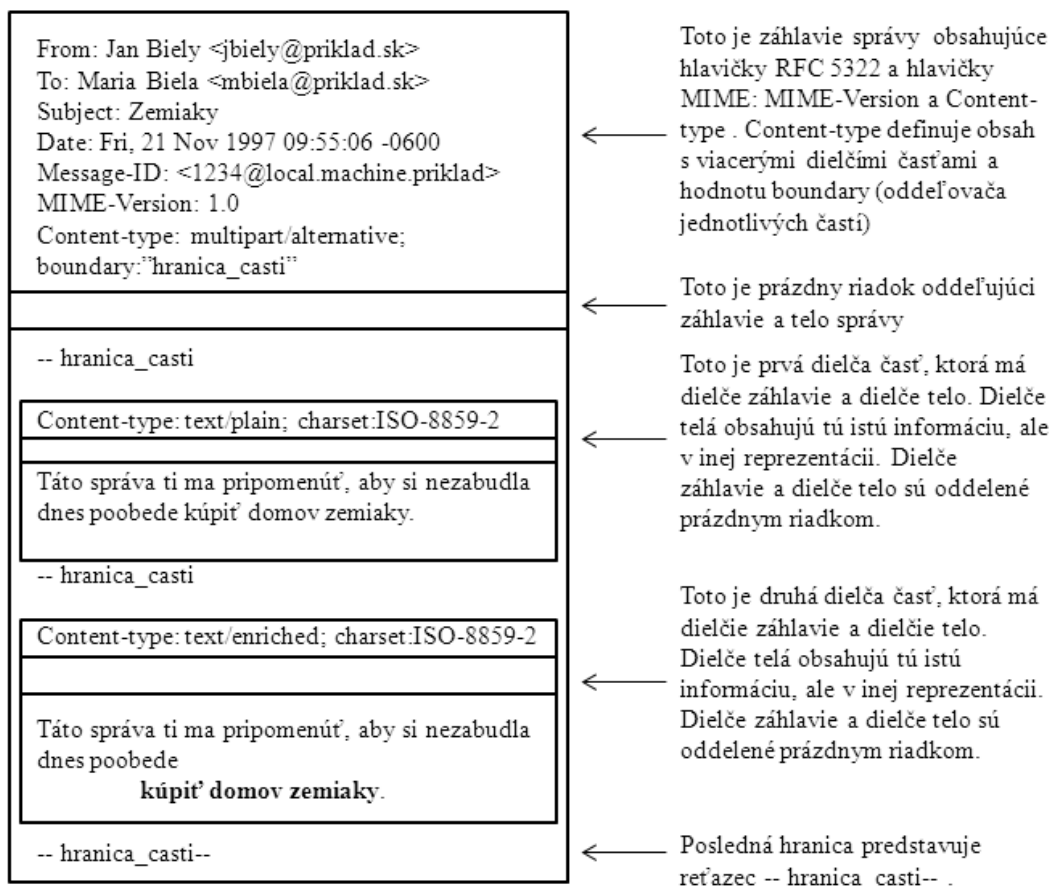 From: Jan Biely <jbiely@priklad.sk>
To: Maria Biela <mbiela@priklad.sk>
Subject: Zemiaky
Date: Fri, 21 Nov 1997 09:55:06 -0600
Message-ID: <1234@local.machine.priklad>
MIME-Version: 1.0
Content-type: multipart/alternative;
boundary:”hranica_casti”
Toto je záhlavie správy obsahujúce
hlavičky RFC 5322 a hlavičky
MIME: MIME-Version a Content-
type . Content-type definuje obsah
s viacerými dielčími časťami a
hodnotu boundary (oddeľovača
jednotlivých častí)
Toto je prázdny riadok oddeľujúci
záhlavie a telo správy
-- hranica_casti
Content-type: text/plain; charset:ISO-8859-2
Táto správa ti ma pripomenúť, aby si nezabudla
dnes poobede kúpiť domov zemiaky.
Toto je prvá dielča časť, ktorá má
dielče záhlavie a dielče telo. Dielče
telá obsahujú tú istú informáciu, ale
v inej reprezentácii. Dielče
záhlavie a dielče telo sú oddelené
prázdnym riadkom.
-- hranica_casti
Content-type: text/enriched; charset:ISO-8859-2
Táto správa ti ma pripomenúť, aby si nezabudla
dnes poobede
kúpiť domov zemiaky.
Toto je druhá dielča časť, ktorá má
dielčie záhlavie a dielčie telo.
Dielče telá obsahujú tú istú
informáciu, ale v inej reprezentácii.
Dielče záhlavie a dielče telo sú
oddelené prázdnym riadkom.
-- hranica_casti--
Posledná hranica predstavuje
reťazec -- hranica_casti-- .